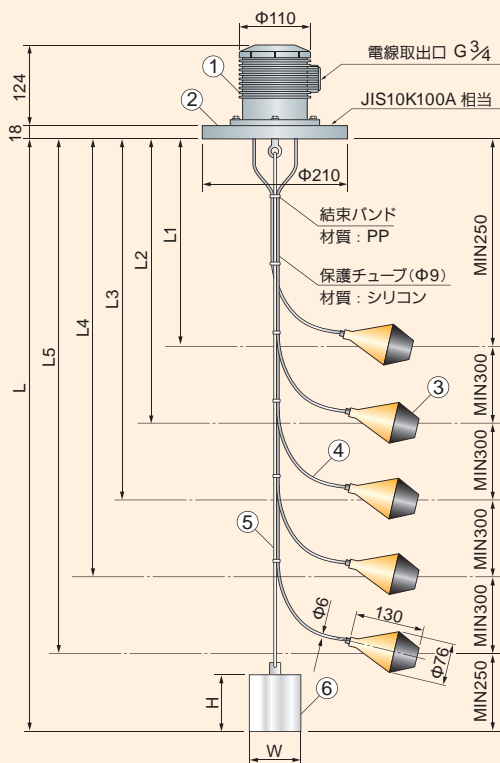 Φ110
①
電線取出口 G 3/4
124
②
JIS10K100A 相当
18
Φ210
結束バンド
材質：PP
保護チューブ(Φ9)
材質：シリコン
L1
L2
L3
L4
L5
L
MIN250
MIN300
③
MIN300
④
MIN300
⑤
MIN300
Φ6
130
Φ76
MIN250
⑥
H
W